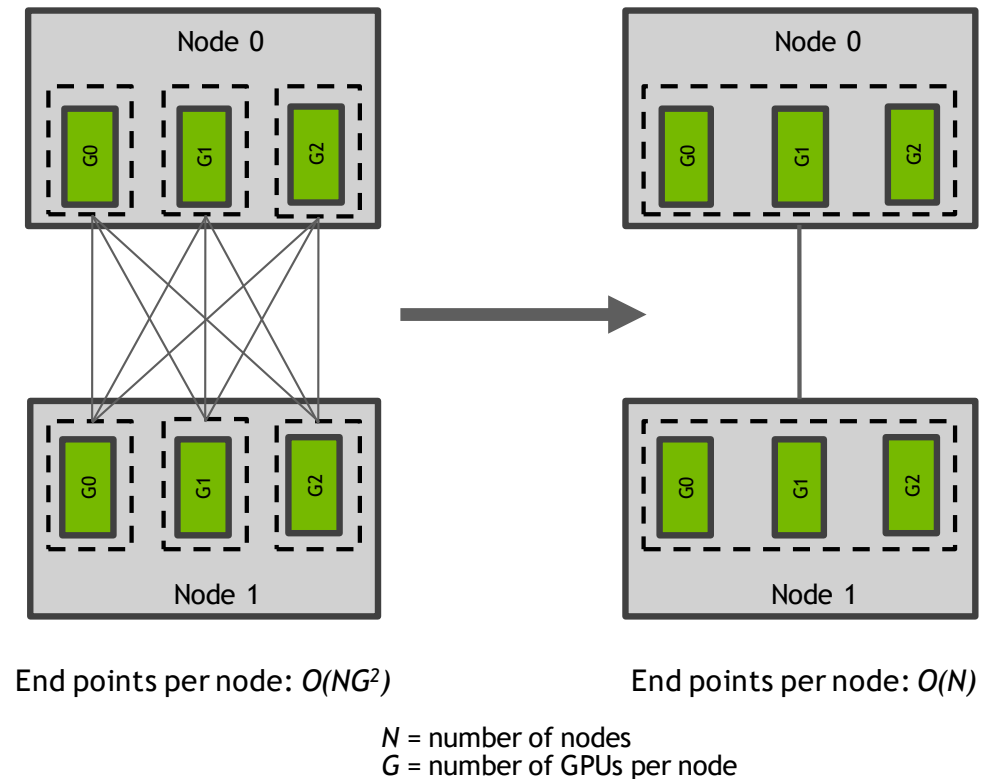 Node 0
G0
G1
G2
Node 1
G0
G1
G2
End points per node: O(NG²)
Node 0
G0
G1
G2
Node 1
G0
G1
G2
End points per node: O(N)
N = number of nodes
G = number of GPUs per node